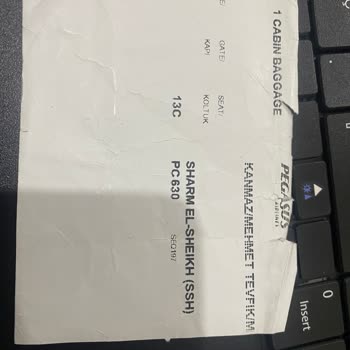 PEGASUS
AIRLINES
KANMAZ/MEHMET TEVFIK/M
SHARM EL-SHEIKH (SSH)
PC 630
SEQ197
1 CABIN BAGGAGE
GATE/
KAPI
SEAT/
KOLTUK
13C
0
Insert